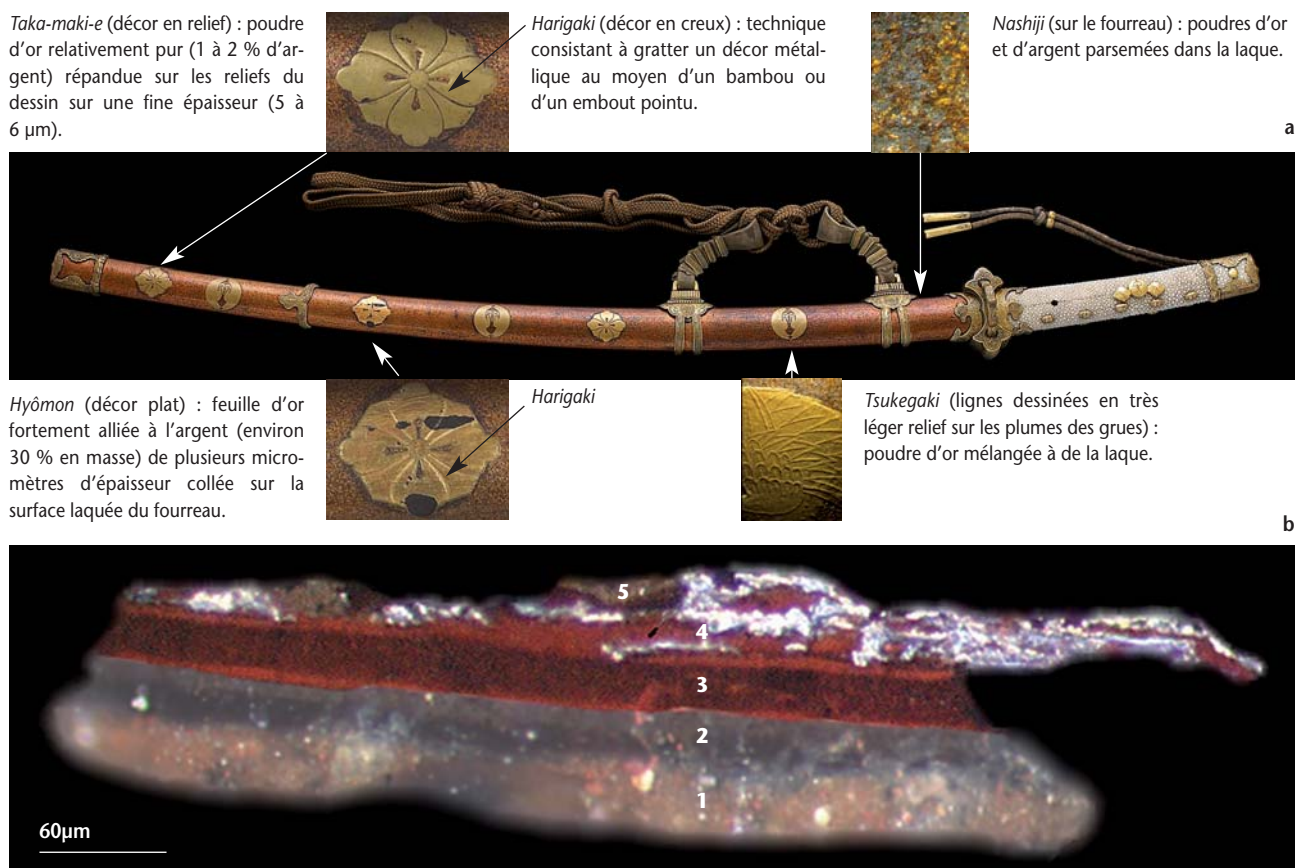 Taka-maki-e (décor en relief) : poudre
d'or relativement pur (1 à 2 % d'ar-
gent) répandue sur les reliefs du
dessin sur une fine épaisseur (5 à
6 µm).
Harigaki (décor en creux) : technique
consistant à gratter un décor métal-
lique au moyen d'un bambou ou
d'un embout pointu.
Nashiji (sur le fourreau) : poudres d'or
et d'argent parsemées dans la laque.
a
Hyômon (décor plat) : feuille d'or
fortement alliée à l'argent (environ
30 % en masse) de plusieurs micro-
mètres d'épaisseur collée sur la
surface laquée du fourreau.
Harigaki
Tsukegaki (lignes dessinées en très
léger relief sur les plumes des grues) :
poudre d'or mélangée à de la laque.
b
5
4
3
2
1
60µm